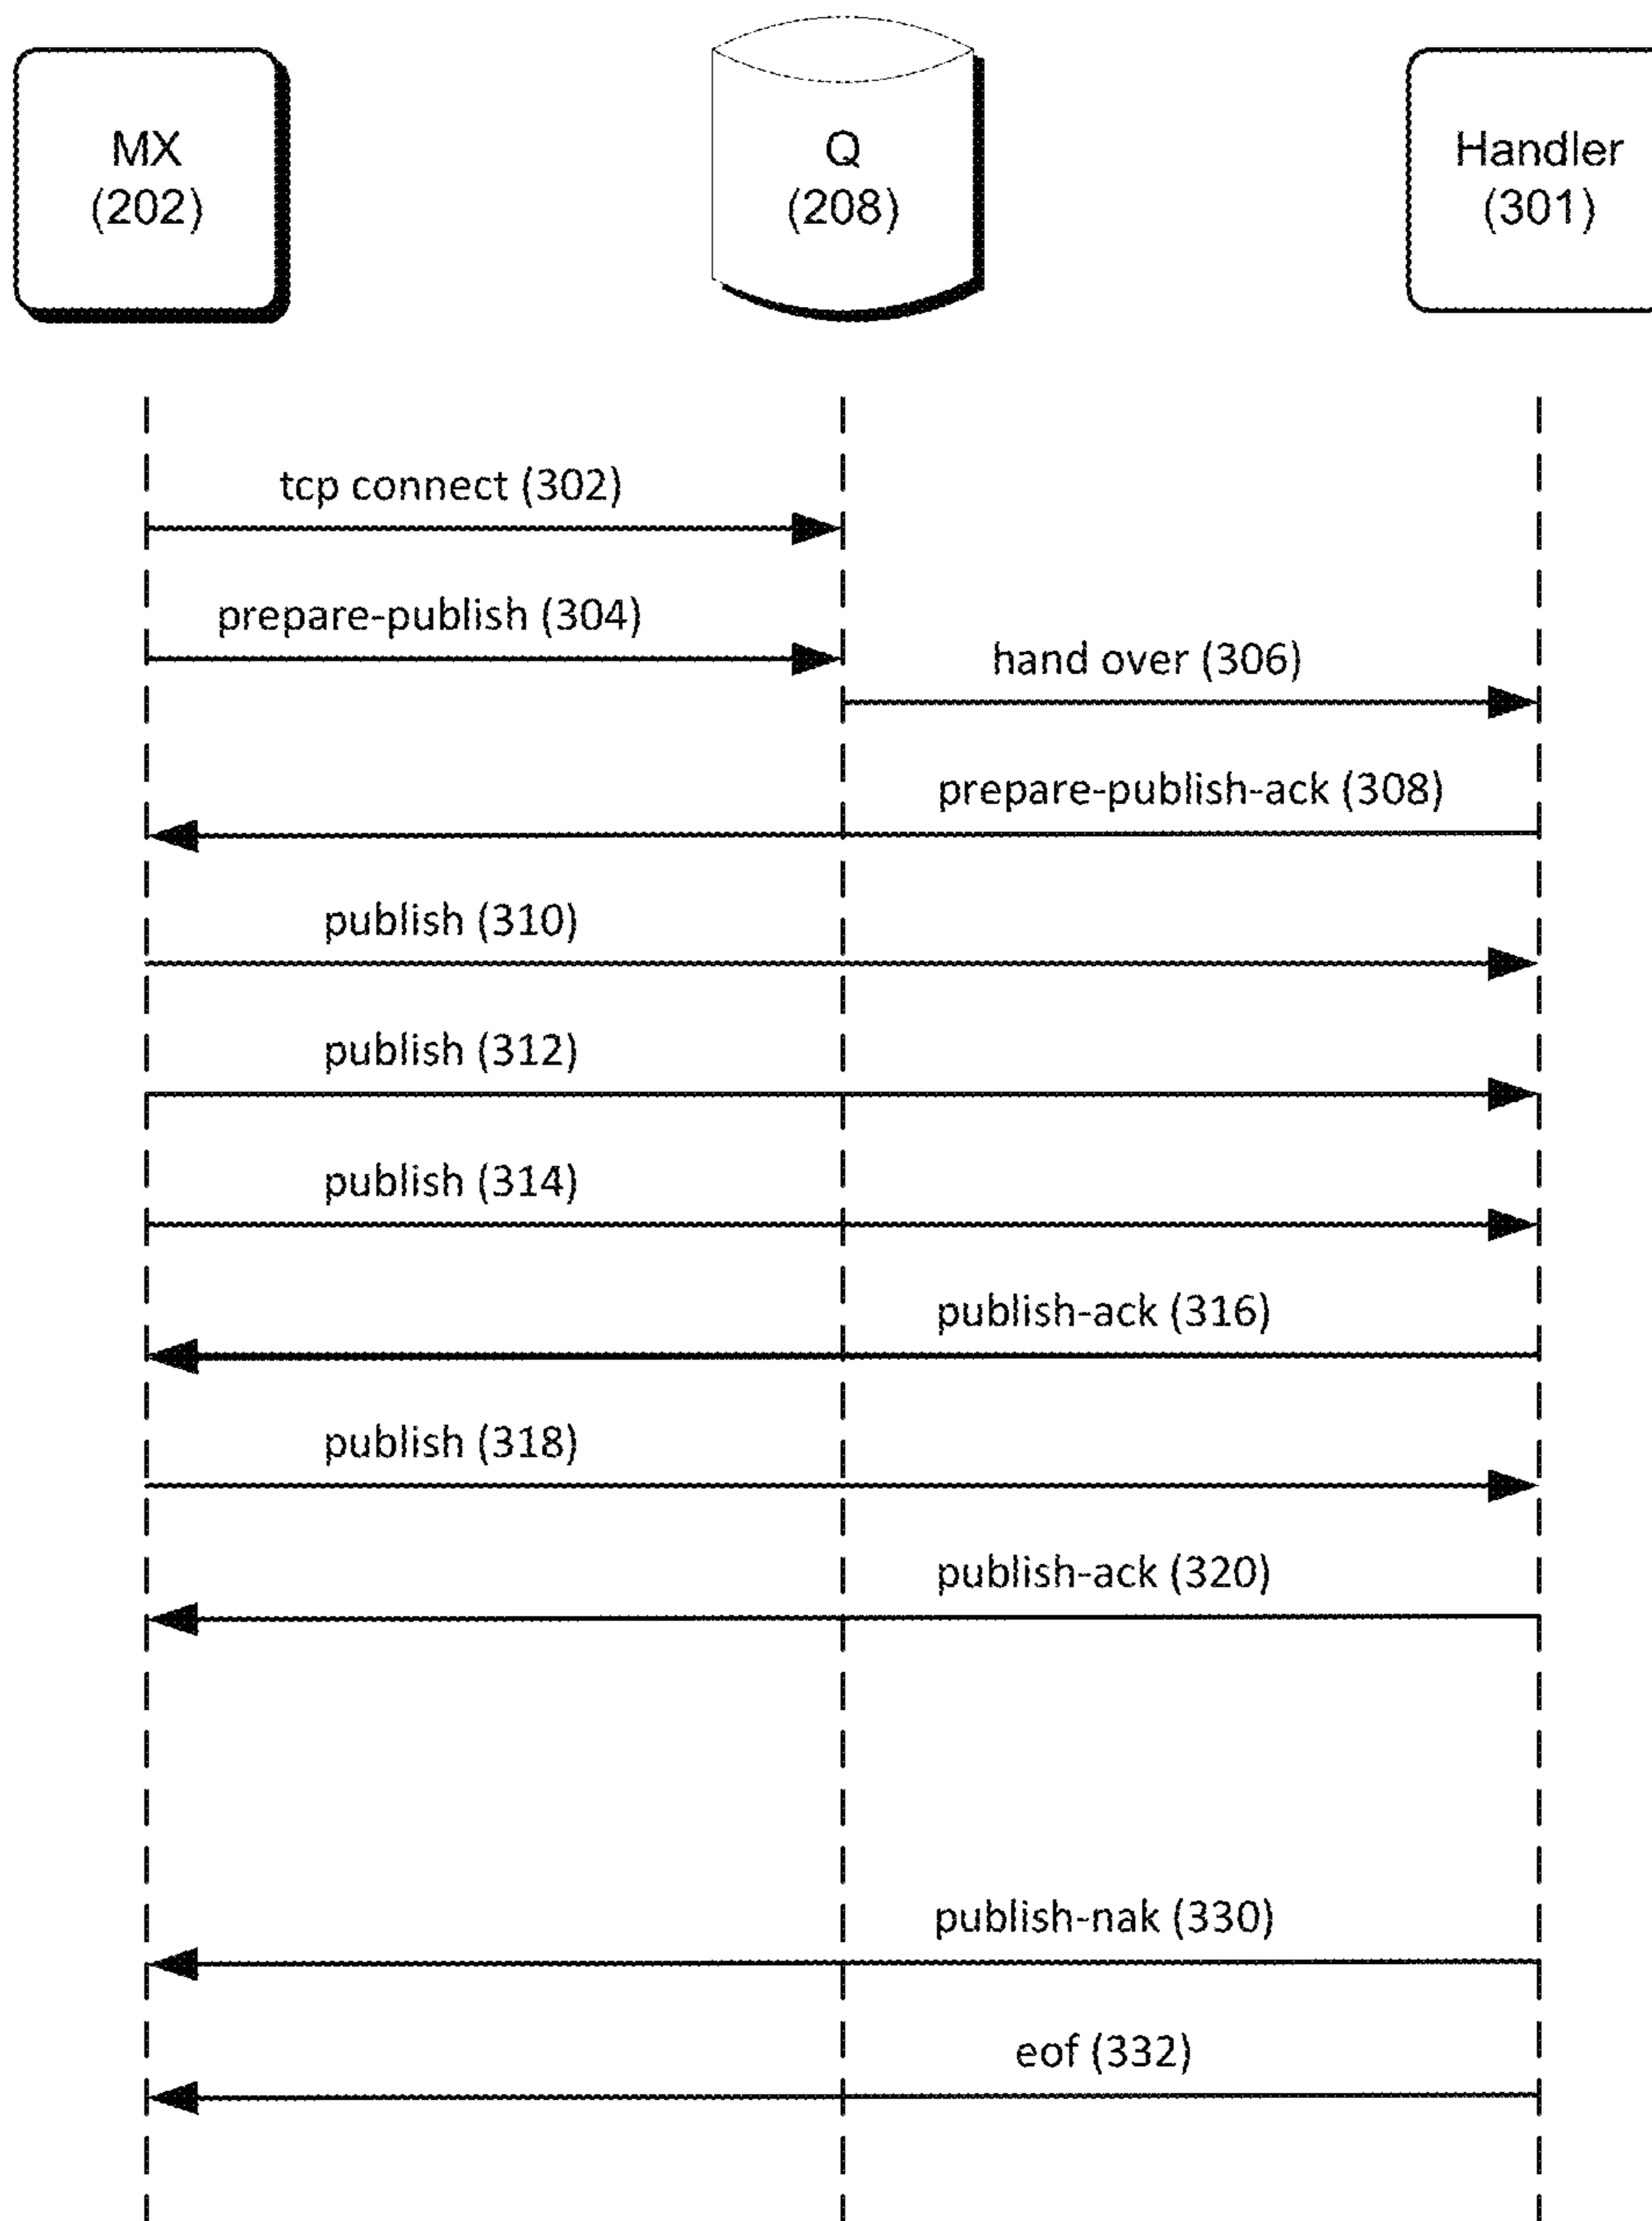 MX
(202)
Q
(208)
Handler
(301)
tcp connect (302)
prepare-publish (304)
hand over (306)
prepare-publish-ack (308)
publish (310)
publish (312)
publish (314)
publish-ack (316)
publish (318)
publish-ack (320)
publish-nak (330)
eof (332)